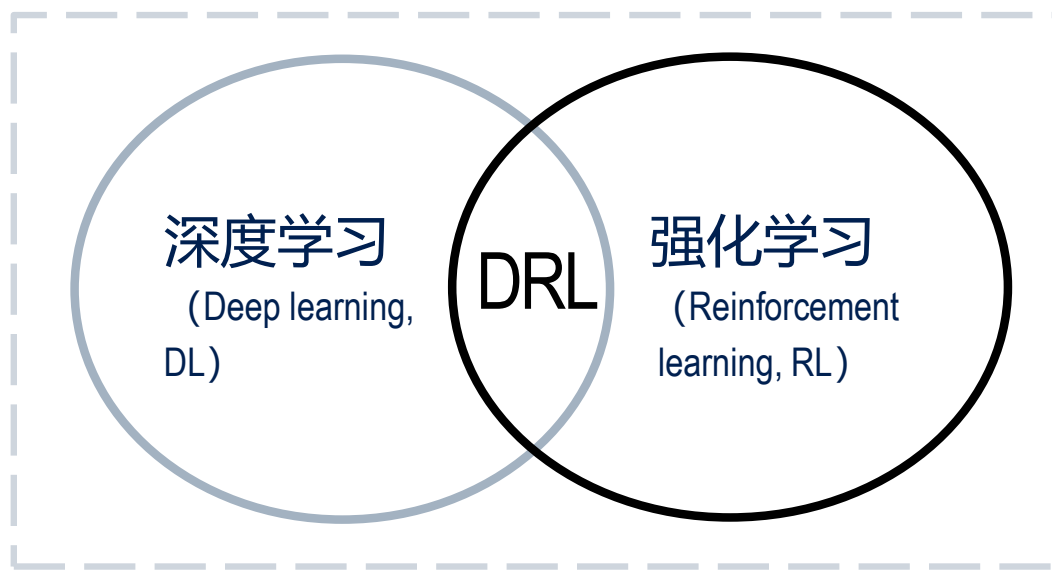 深度学习
（Deep learning,
DL）
DRL
强化学习
（Reinforcement
learning, RL）